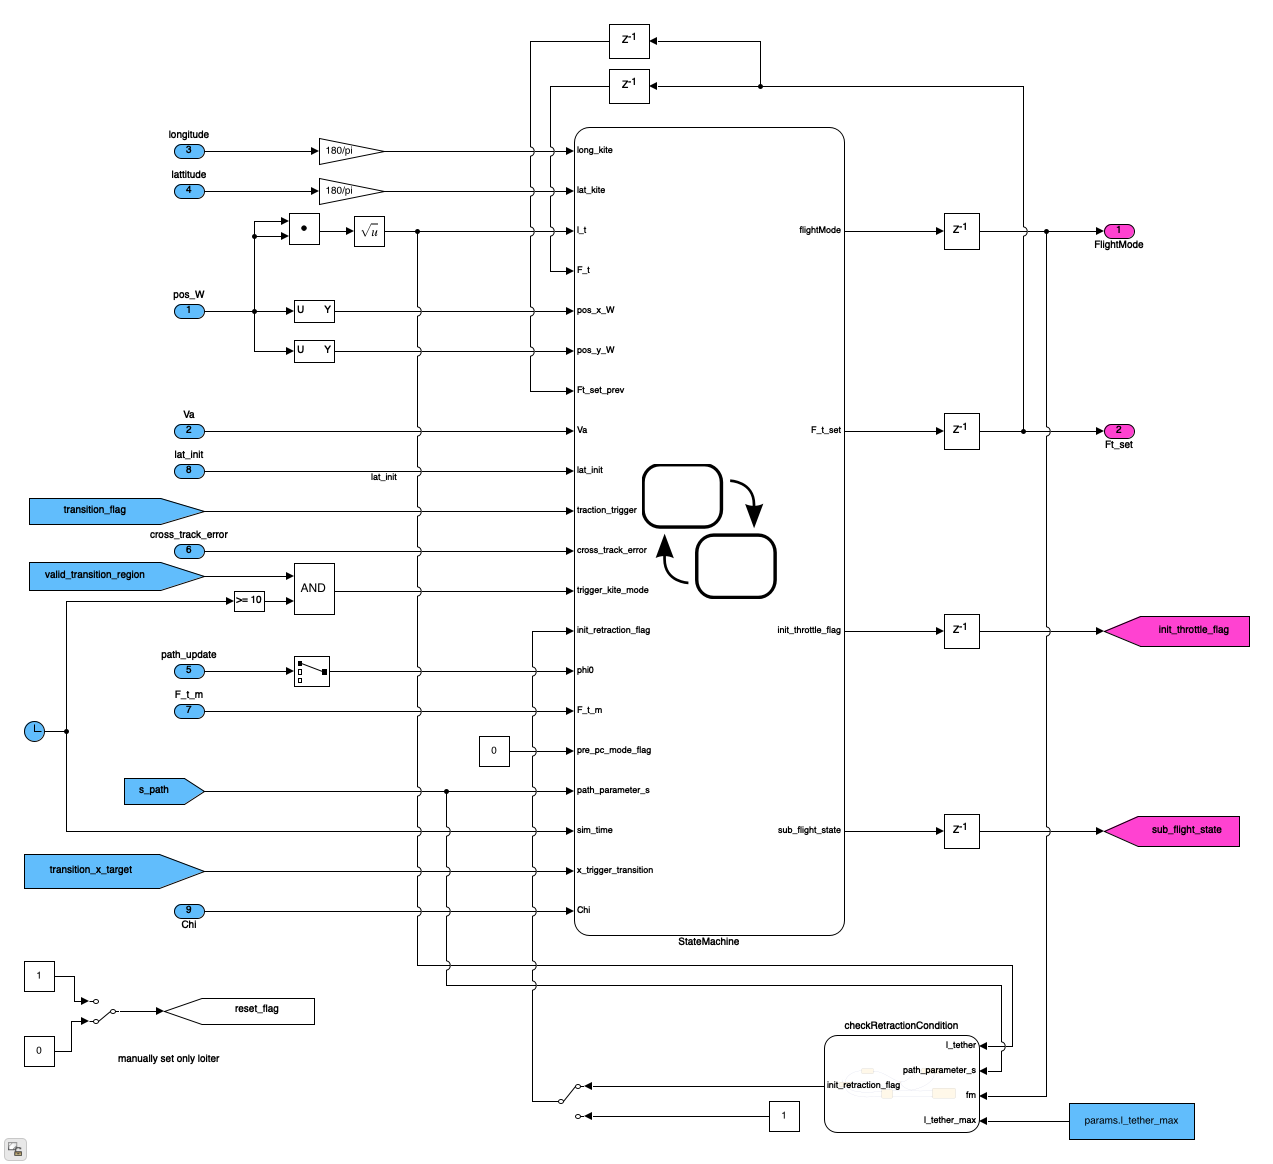 Z-1
Z-1
longitude
3
180/pi
long_kite
lattitude
4
180/pi
lat_kite
√u
l_t
flightMode
Z-1
1
FlightMode
F_t
pos_W
1
U Y
pos_x_W
U Y
pos_y_W
Ft_set_prev
Va
2
Va
F_t_set
Z-1
2
Ft_set
lat_init
8
lat_init
lat_init
transition_flag
traction_trigger
cross_track_error
6
cross_track_error
valid_transition_region
>= 10
AND
trigger_kite_mode
init_retraction_flag
init_throttle_flag
Z-1
init_throttle_flag
path_update
5
phi0
F_t_m
7
F_t_m
0
pre_pc_mode_flag
s_path
path_parameter_s
sim_time
sub_flight_state
Z-1
sub_flight_state
transition_x_target
x_trigger_transition
9
Chi
Chi
StateMachine
1
reset_flag
0
manually set only loiter
checkRetractionCondition
l_tether
path_parameter_s
init_retraction_flag
fm
l_tether_max
1
params.l_tether_max